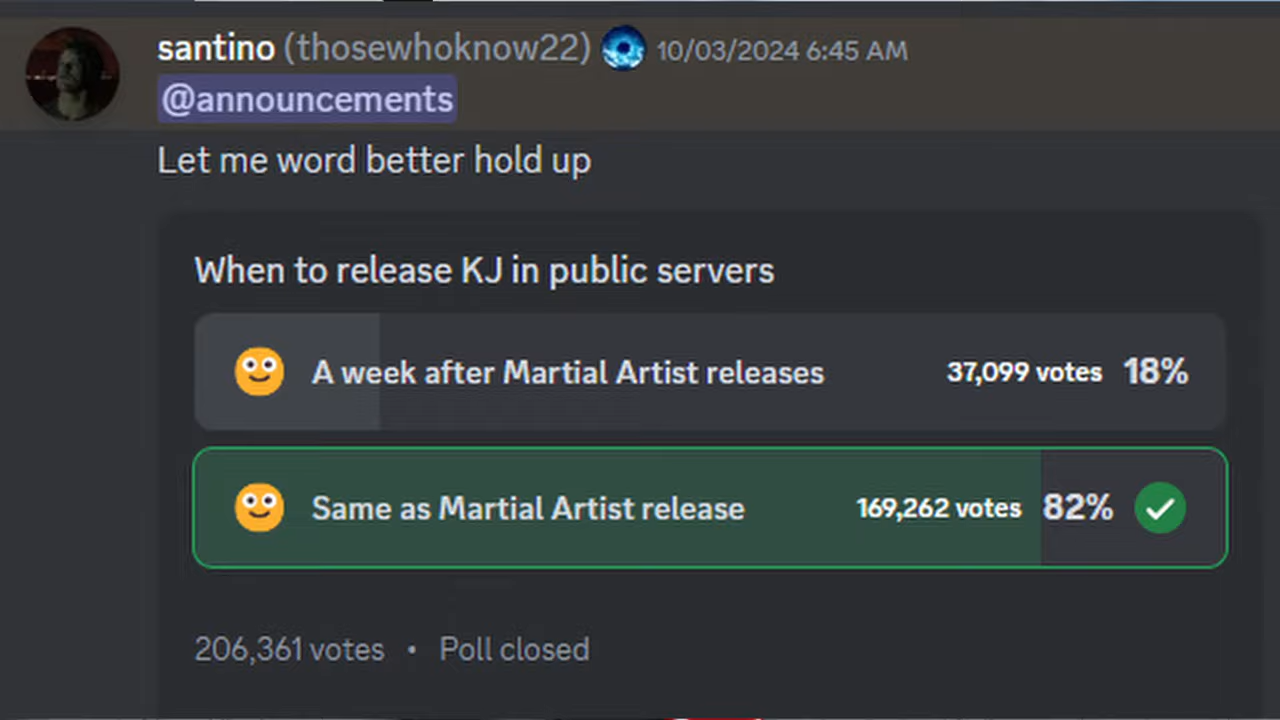 santino (thosewhoknow22) 10/03/2024 6:45 AM
@announcements
Let me word better hold up
When to release KJ in public servers
A week after Martial Artist releases 37,099 votes 18%
Same as Martial Artist release 169,262 votes 82%
206,361 votes • Poll closed